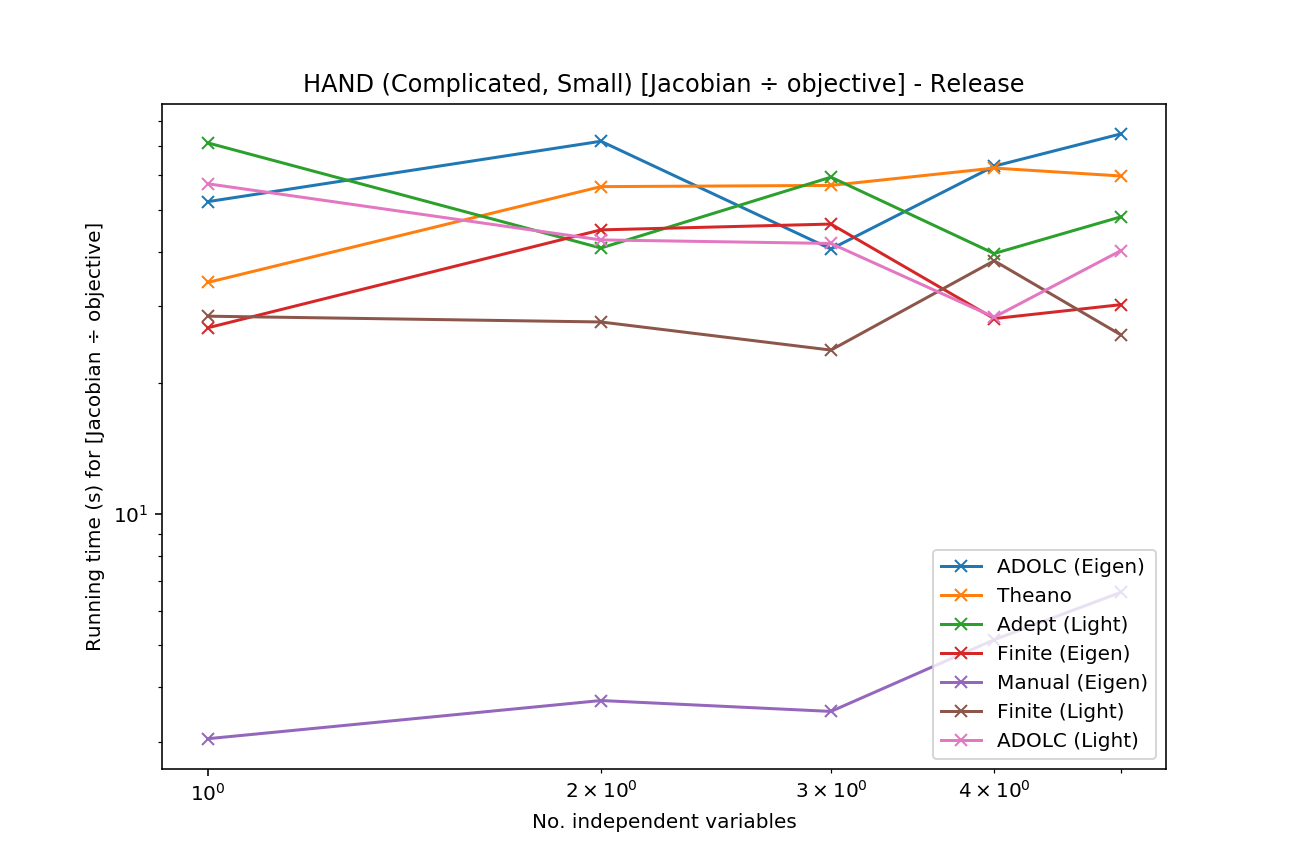 HAND (Complicated, Small) [Jacobian ÷ objective] - Release
Running time (s) for [Jacobian ÷ objective]
10¹
ADOLC (Eigen)
Theano
Adept (Light)
Finite (Eigen)
Manual (Eigen)
Finite (Light)
ADOLC (Light)
10⁰ 2 × 10⁰ 3 × 10⁰ 4 × 10⁰
No. independent variables